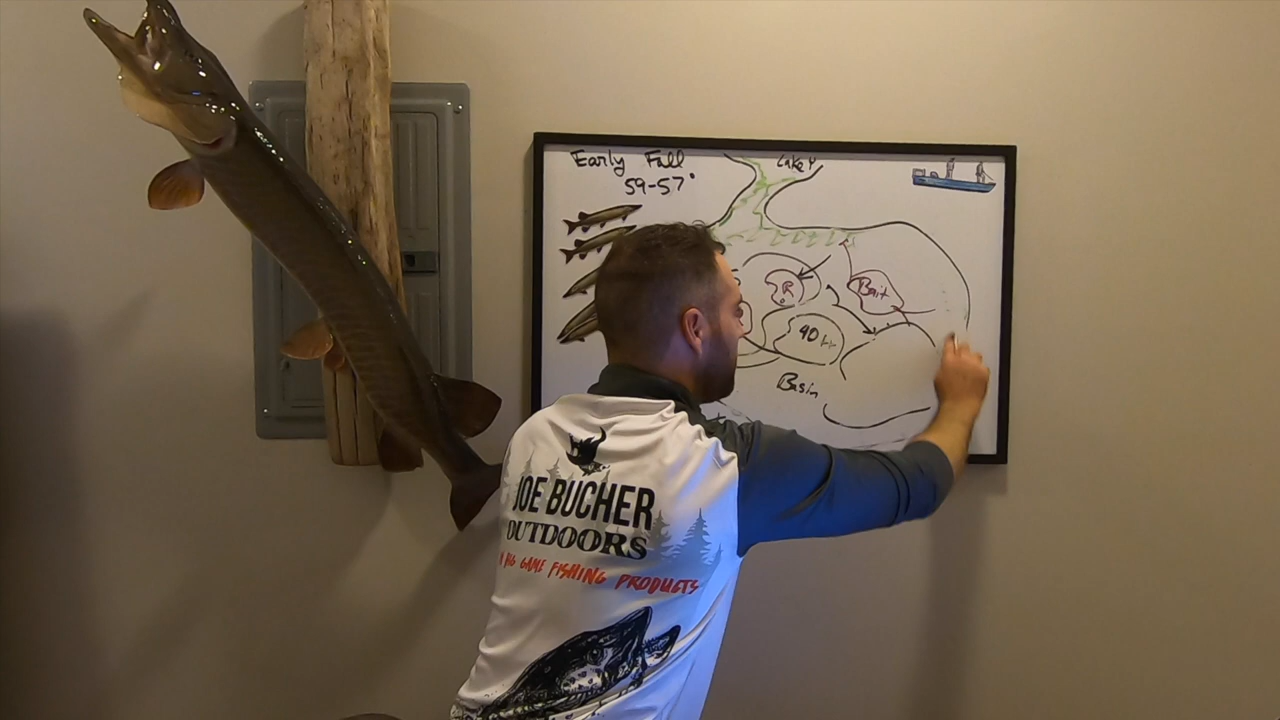 Early Fall
59-57°
Lake Y
R
Bait
40
Basin
JOE BUCHER
OUTDOORS
BIG GAME FISHING PRODUCTS